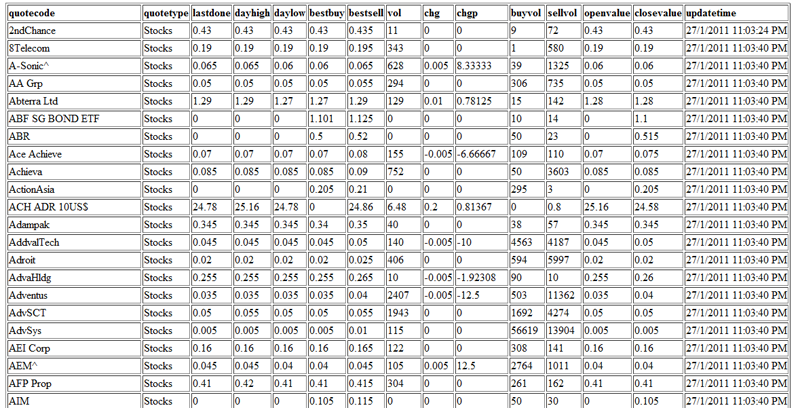 quotecode quotetype lastdone dayhigh daylow bestbuy bestsell vol chg chgp buyvol sellvol openvalue closevalue updatetime
2ndChance Stocks 0.43 0.43 0.43 0.43 0.435 11 0 0 9 72 0.43 0.43 27/1/2011 11:03:24 PM
8Telecom Stocks 0.19 0.19 0.19 0.19 0.195 343 0 0 1 580 0.19 0.19 27/1/2011 11:03:40 PM
A-Sonic^ Stocks 0.065 0.065 0.06 0.06 0.065 628 0.005 8.33333 39 1325 0.06 0.06 27/1/2011 11:03:40 PM
AA Grp Stocks 0.05 0.05 0.05 0.05 0.055 294 0 0 306 735 0.05 0.05 27/1/2011 11:03:40 PM
Abterra Ltd Stocks 1.29 1.29 1.27 1.27 1.29 129 0.01 0.78125 15 142 1.28 1.28 27/1/2011 11:03:40 PM
ABF SG BOND ETF Stocks 0 0 0 1.101 1.125 0 0 0 10 14 0 1.1 27/1/2011 11:03:40 PM
ABR Stocks 0 0 0 0.5 0.52 0 0 0 50 23 0 0.515 27/1/2011 11:03:40 PM
Ace Achieve Stocks 0.07 0.07 0.07 0.07 0.08 155 -0.005 -6.66667 109 110 0.07 0.075 27/1/2011 11:03:40 PM
Achieva Stocks 0.085 0.085 0.085 0.085 0.09 752 0 0 50 3603 0.085 0.085 27/1/2011 11:03:40 PM
ActionAsia Stocks 0 0 0 0.205 0.21 0 0 0 295 3 0 0.205 27/1/2011 11:03:40 PM
ACH ADR 10US$ Stocks 24.78 25.16 24.78 0 24.86 6.48 0.2 0.81367 0 0.8 25.16 24.58 27/1/2011 11:03:40 PM
Adampak Stocks 0.345 0.345 0.345 0.34 0.35 40 0 0 38 57 0.345 0.345 27/1/2011 11:03:40 PM
AddvalTech Stocks 0.045 0.045 0.045 0.045 0.05 140 -0.005 -10 4563 4187 0.045 0.05 27/1/2011 11:03:40 PM
Adroit Stocks 0.02 0.02 0.02 0.02 0.025 406 0 0 594 5997 0.02 0.02 27/1/2011 11:03:40 PM
AdvaHldg Stocks 0.255 0.255 0.255 0.255 0.265 10 -0.005 -1.92308 90 10 0.255 0.26 27/1/2011 11:03:40 PM
Adventus Stocks 0.035 0.035 0.035 0.035 0.04 2407 -0.005 -12.5 503 11362 0.035 0.04 27/1/2011 11:03:40 PM
AdvSCT Stocks 0.05 0.055 0.05 0.05 0.055 1943 0 0 1692 4274 0.05 0.05 27/1/2011 11:03:40 PM
AdvSys Stocks 0.005 0.005 0.005 0.005 0.01 115 0 0 56619 13904 0.005 0.005 27/1/2011 11:03:40 PM
AEI Corp Stocks 0.16 0.16 0.16 0.16 0.165 122 0 0 308 141 0.16 0.16 27/1/2011 11:03:40 PM
AEM^ Stocks 0.045 0.045 0.04 0.04 0.045 105 0.005 12.5 2764 1011 0.04 0.04 27/1/2011 11:03:40 PM
AFP Prop Stocks 0.41 0.42 0.41 0.41 0.415 304 0 0 261 162 0.41 0.41 27/1/2011 11:03:40 PM
AIM Stocks 0 0 0 0.105 0.115 0 0 0 50 30 0 0.105 27/1/2011 11:03:40 PM